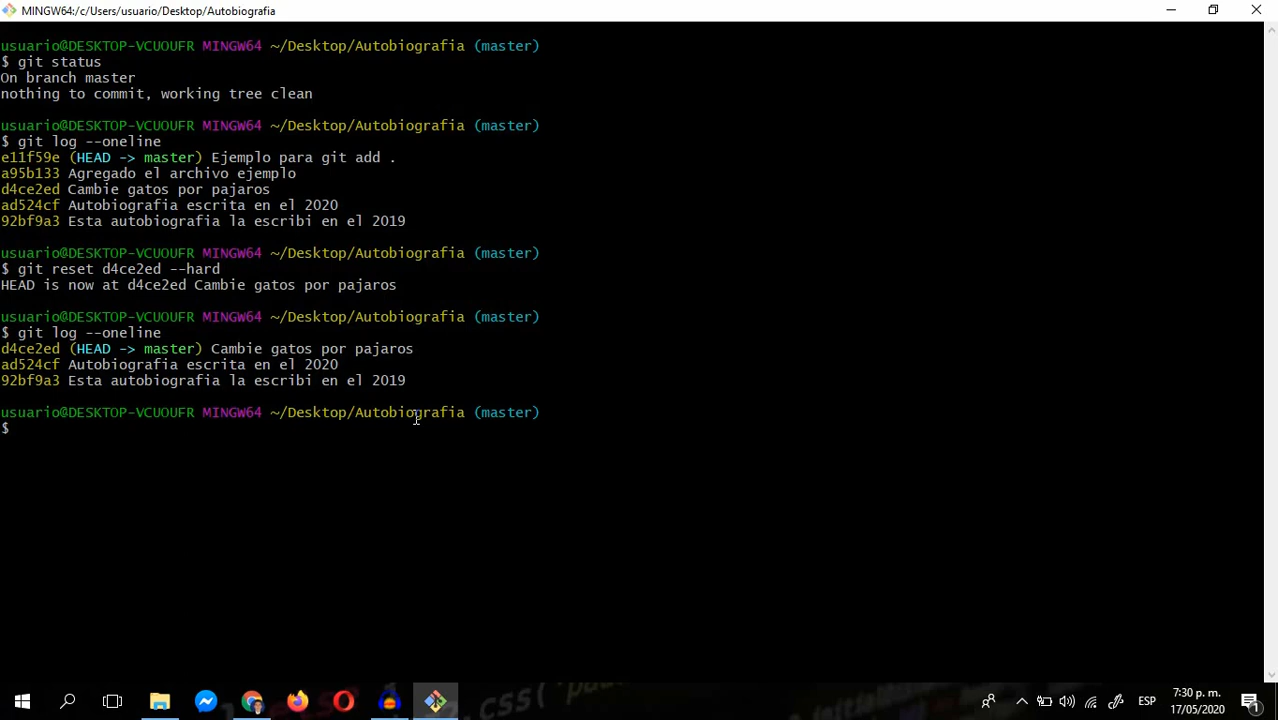 MINGW64:/c/Users/usuario/Desktop/Autobiografia
usuario@DESKTOP-VCUOUFR MINGW64 ~/Desktop/Autobiografia (master)
$ git status
On branch master
nothing to commit, working tree clean
usuario@DESKTOP-VCUOUFR MINGW64 ~/Desktop/Autobiografia (master)
$ git log --oneline
e11f59e (HEAD -> master) Ejemplo para git add .
a95b133 Agregado el archivo ejemplo
d4ce2ed Cambie gatos por pajaros
ad524cf Autobiografia escrita en el 2020
92bf9a3 Esta autobiografia la escribi en el 2019
usuario@DESKTOP-VCUOUFR MINGW64 ~/Desktop/Autobiografia (master)
$ git reset d4ce2ed --hard
HEAD is now at d4ce2ed Cambie gatos por pajaros
usuario@DESKTOP-VCUOUFR MINGW64 ~/Desktop/Autobiografia (master)
$ git log --oneline
d4ce2ed (HEAD -> master) Cambie gatos por pajaros
ad524cf Autobiografia escrita en el 2020
92bf9a3 Esta autobiografia la escribi en el 2019
usuario@DESKTOP-VCUOUFR MINGW64 ~/Desktop/Autobiografia (master)
$
ESP
7:30 p. m.
17/05/2020
1